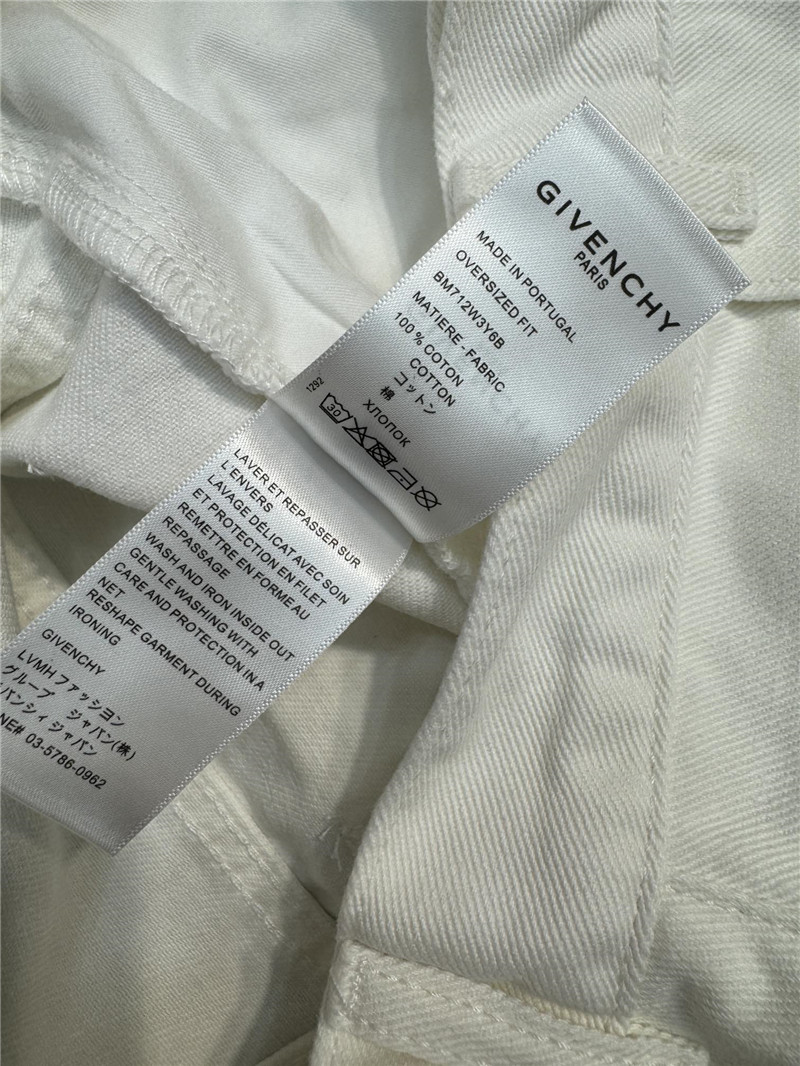 GIVENCHY
PARIS
MADE IN PORTUGAL
OVERSIZED FIT
BM712W3Y6B
MATIERE - FABRIC
100 % COTON
COTTON
コットン
棉
ХЛОПОК
30
1292
LAVER ET REPASSER SUR
L'ENVERS
LAVAGE DÉLICAT AVEC SOIN
ET PROTECTION EN FILET
REMETTRE EN FORME AU
REPASSAGE
WASH AND IRON INSIDE OUT
GENTLE WASHING WITH
CARE AND PROTECTION IN A
NET
RESHAPE GARMENT DURING
IRONING
GIVENCHY
LVMH ファッション
グループ ジャパン(株)
バンシィ ジャパン
NE# 03-5786-0962